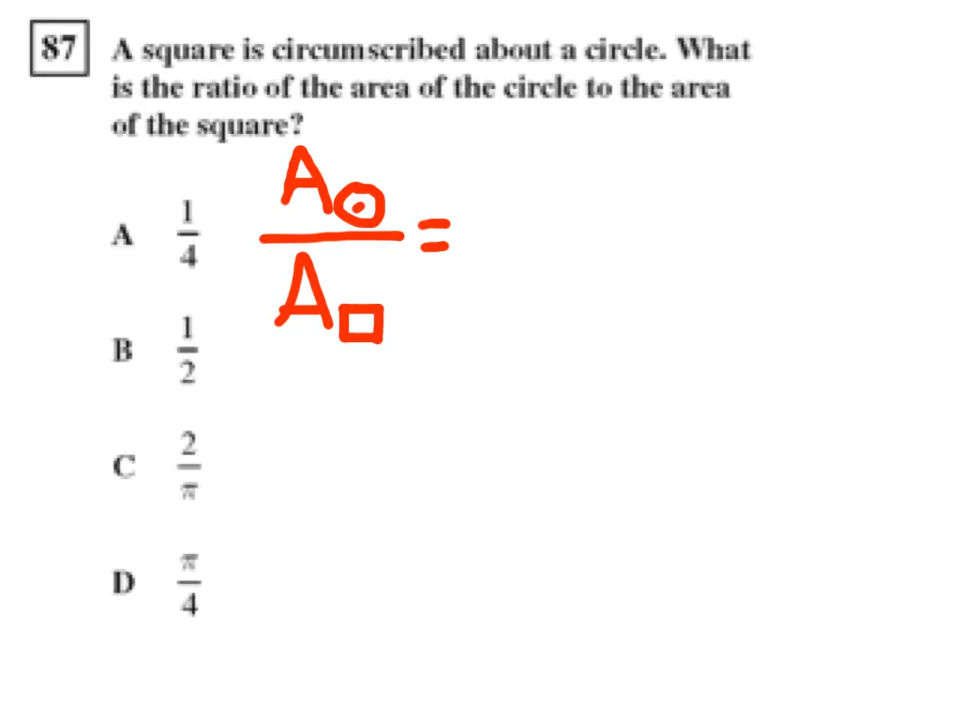 87 A square is circumscribed about a circle. What
is the ratio of the area of the circle to the area
of the square?
A⊙
/
A□ =
A 1/4
B 1/2
C 2/π
D π/4